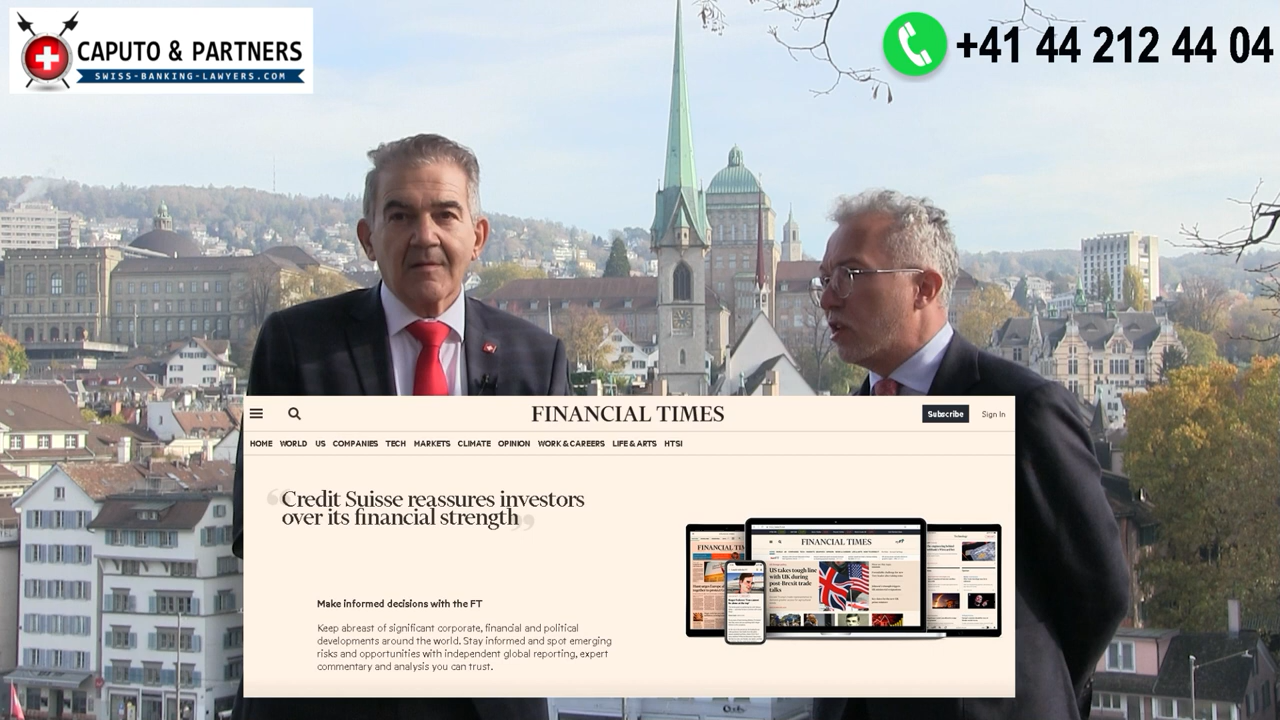 CAPUTO & PARTNERS
SWISS-BANKING-LAWYERS.COM
+41 44 212 44 04
FINANCIAL TIMES
Subscribe
Sign In
HOME WORLD US COMPANIES TECH MARKETS CLIMATE OPINION WORK & CAREERS LIFE & ARTS HTSI
“Credit Suisse reassures investors
over its financial strength”
FINANCIAL TIMES
US takes tough line
with UK during
post-Brexit trade
talks
Make informed decisions with the FT
Keep abreast of significant corporate, financial and political
developments around the world. Stay informed and spot emerging
risks and opportunities with independent global reporting, expert
commentary and analysis you can trust.